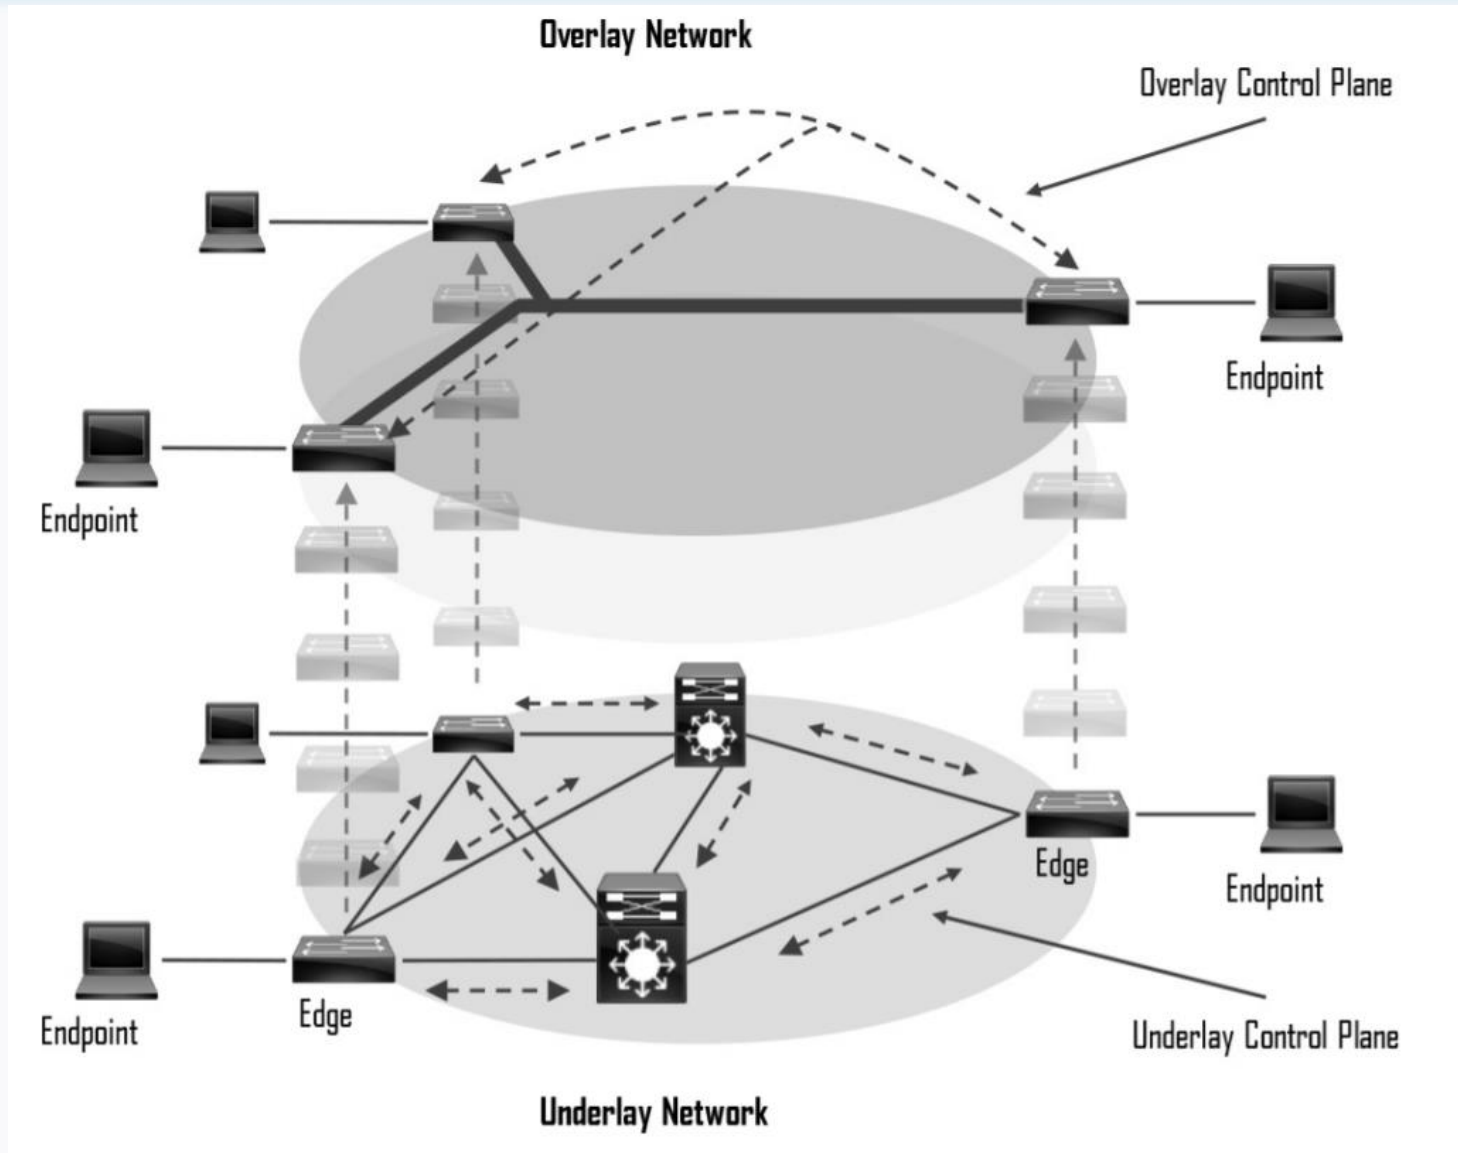 Overlay Network
Overlay Control Plane
Endpoint
Endpoint
Edge
Endpoint
Edge
Endpoint
Underlay Control Plane
Underlay Network